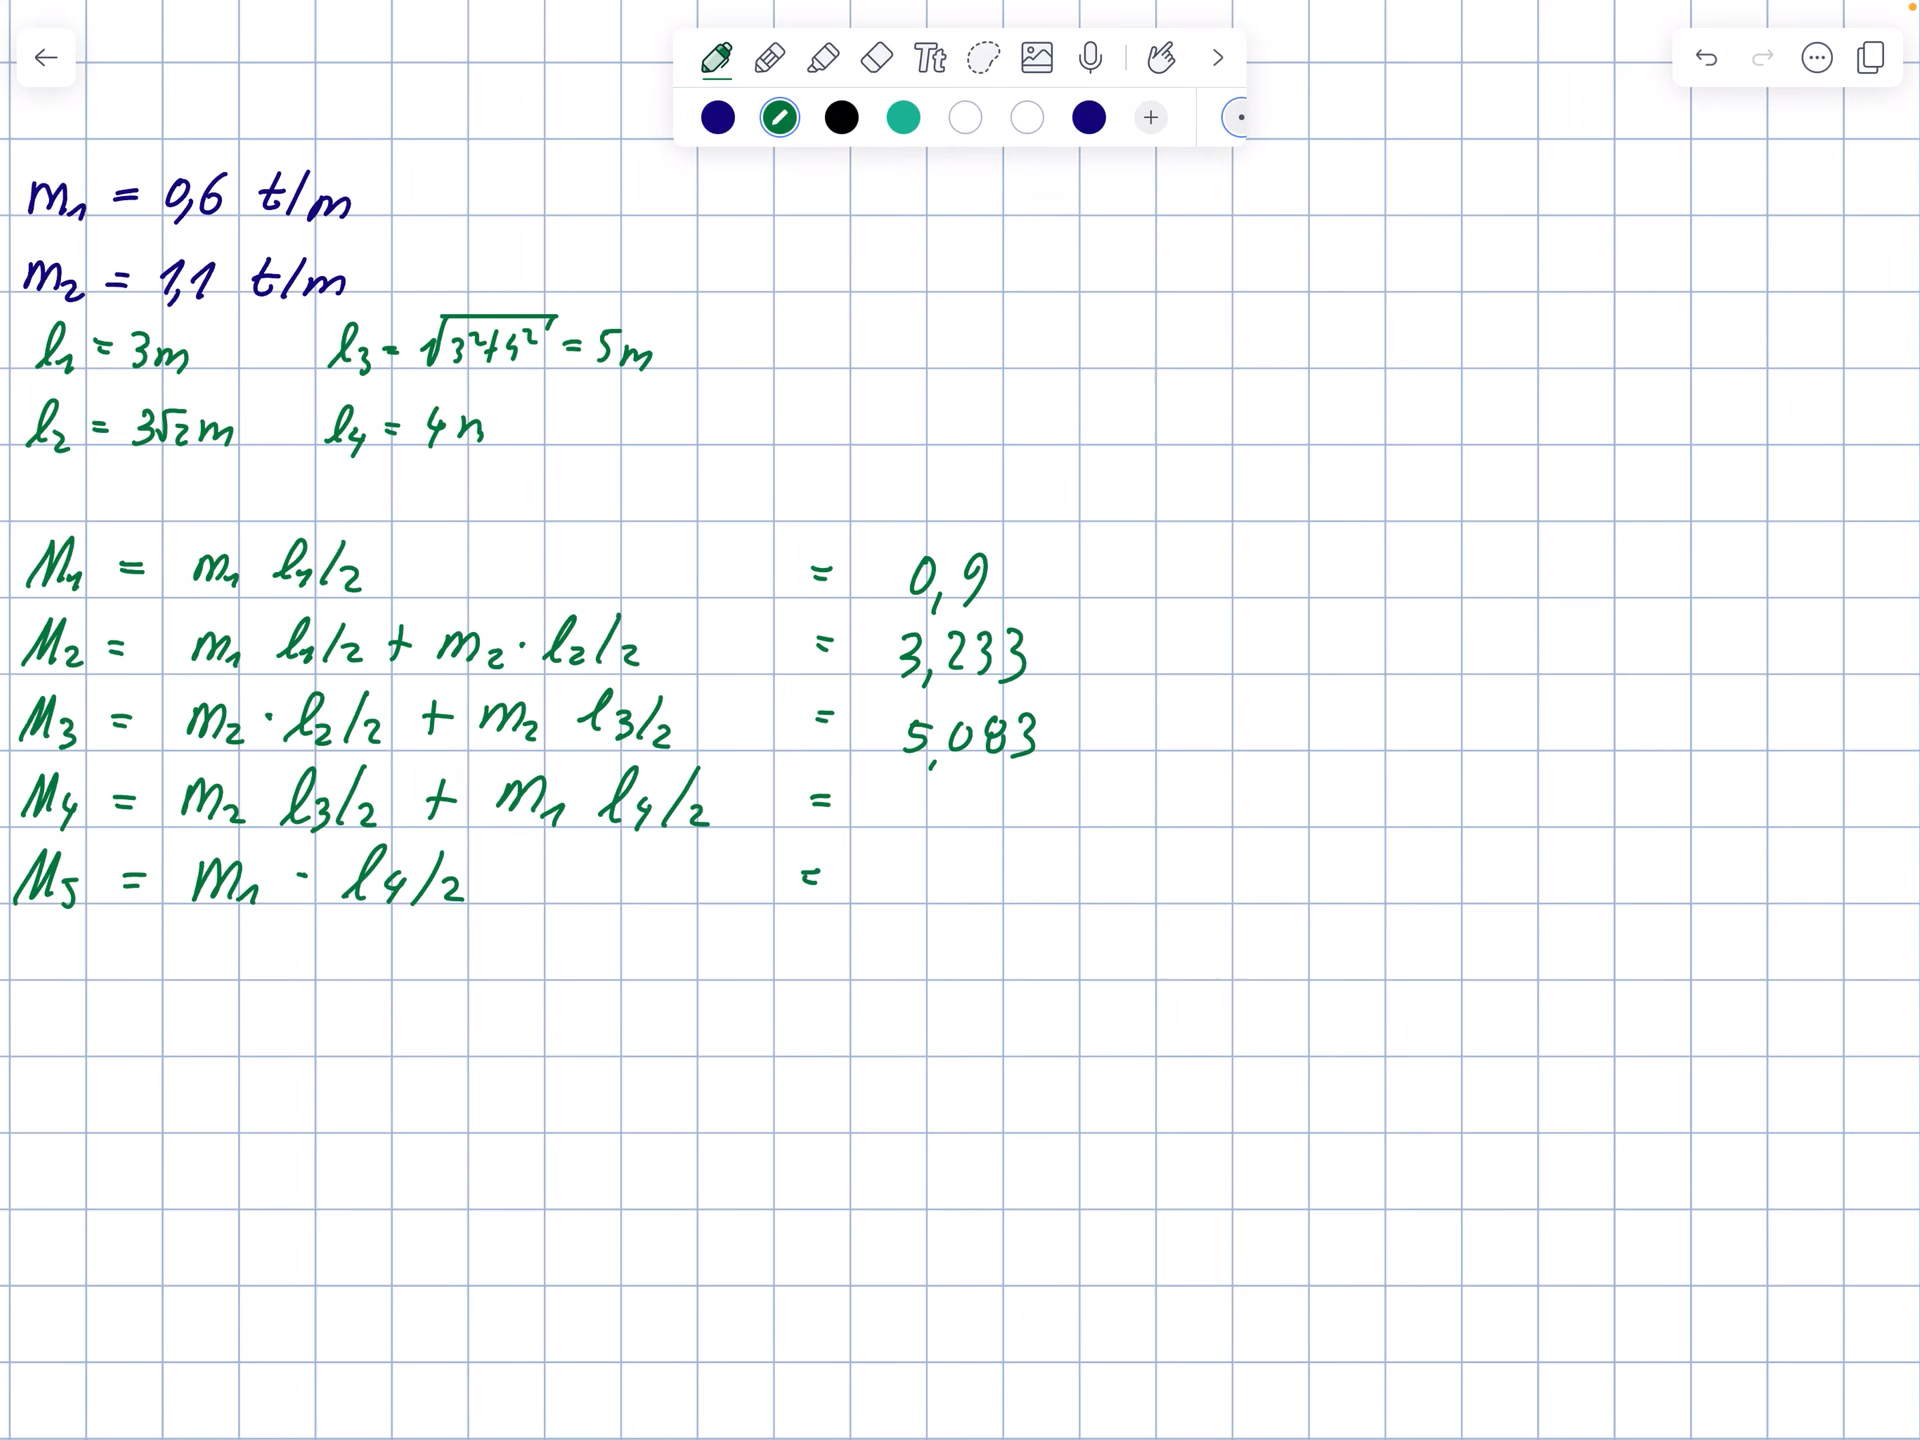 Tt
m₁ = 0,6 t/m
m₂ = 1,1 t/m
l₁ = 3m l₃ = √3²+4² = 5m
l₂ = 3√2 m l₄ = 4 m
M₁ = m₁ l₁/2 = 0,9
M₂ = m₁ l₁/2 + m₂ · l₂/2 = 3,233
M₃ = m₂ · l₂/2 + m₂ l₃/2 = 5,083
M₄ = m₂ l₃/2 + m₁ l₄/2 =
M₅ = m₁ · l₄/2 =